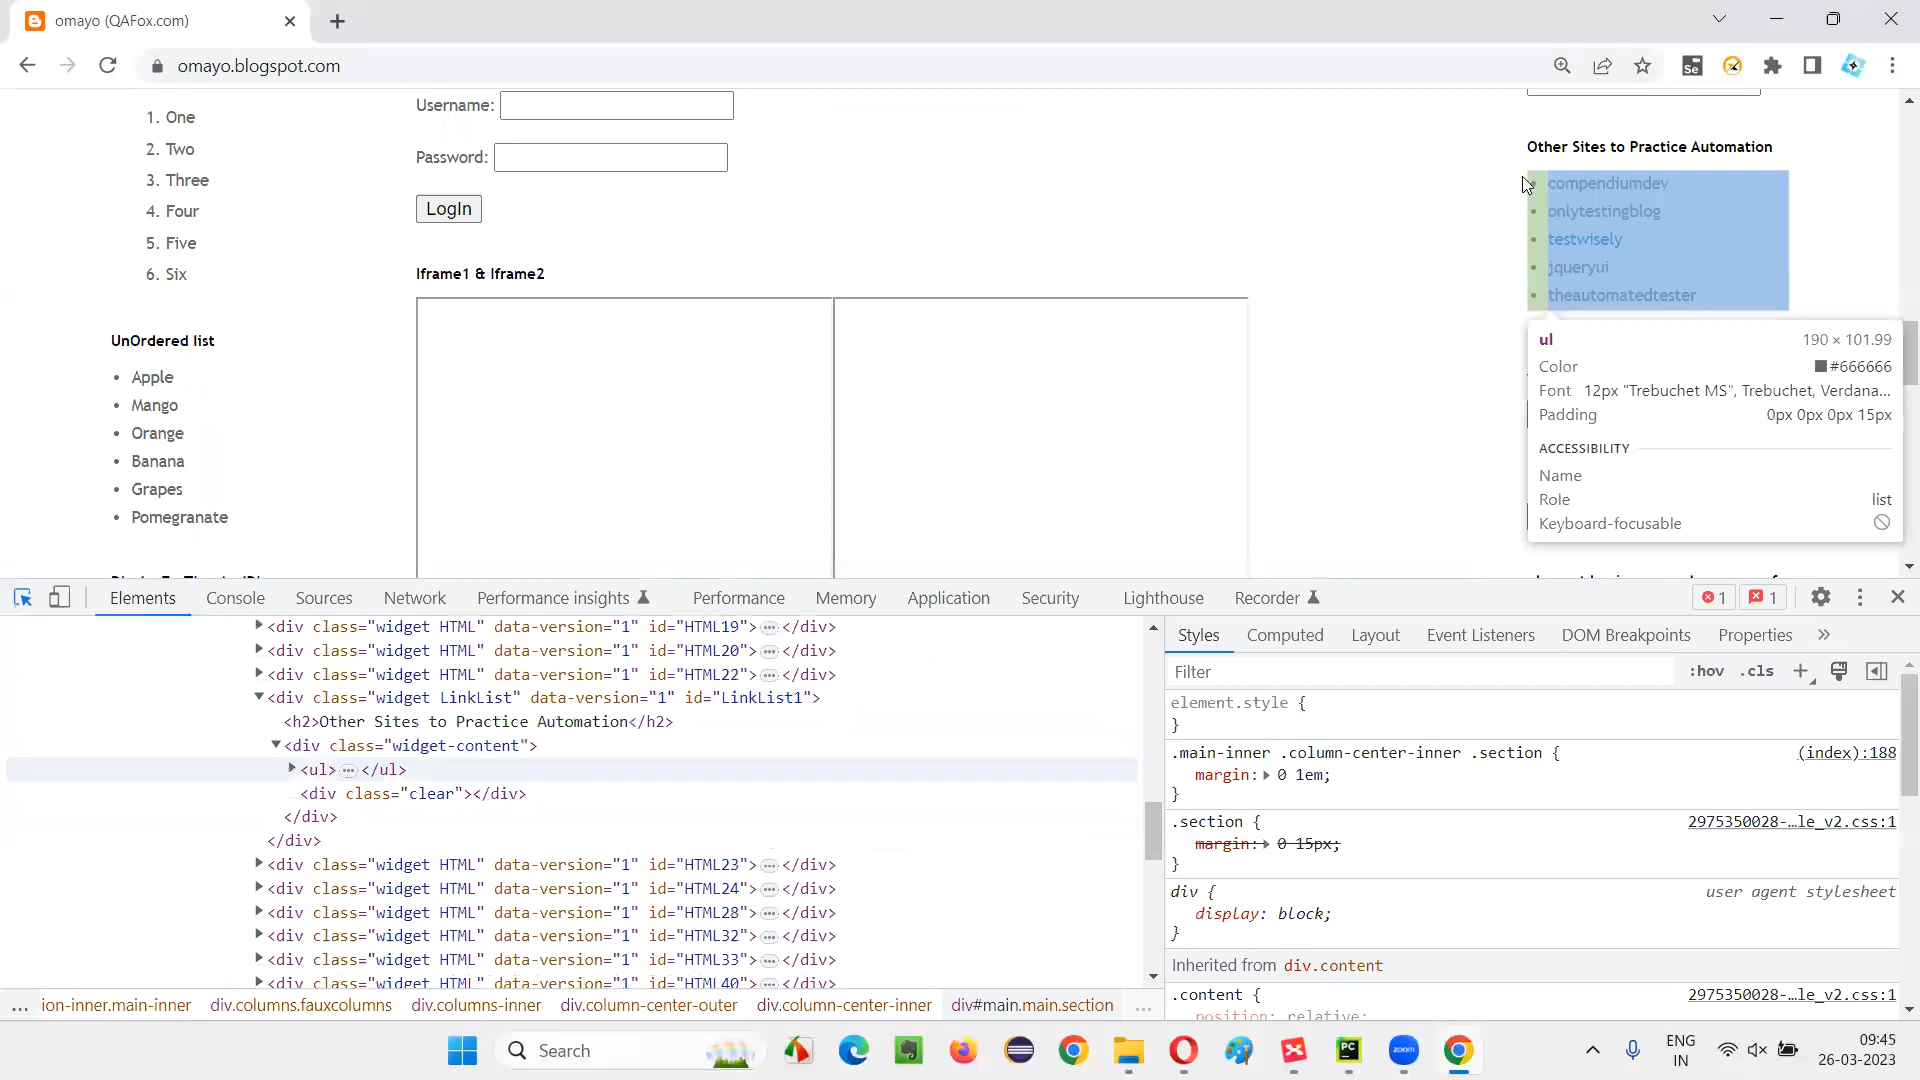 omayo (QAFox.com)
omayo.blogspot.com
1. One
2. Two
3. Three
4. Four
5. Five
6. Six
UnOrdered list
• Apple
• Mango
• Orange
• Banana
• Grapes
• Pomegranate
Username:
Password:
LogIn
Iframe1 & Iframe2
Other Sites to Practice Automation
• compendiumdev
• onlytestingblog
• testwisely
• jqueryui
• theautomatedtester
ul 190 × 101.99
Color #666666
Font 12px "Trebuchet MS", Trebuchet, Verdana...
Padding 0px 0px 0px 15px
ACCESSIBILITY
Name
Role list
Keyboard-focusable
Elements Console Sources Network Performance insights Performance Memory Application Security Lighthouse Recorder 1 1
<div class="widget HTML" data-version="1" id="HTML19">…</div>
<div class="widget HTML" data-version="1" id="HTML20">…</div>
<div class="widget HTML" data-version="1" id="HTML22">…</div>
<div class="widget LinkList" data-version="1" id="LinkList1">
<h2>Other Sites to Practice Automation</h2>
<div class="widget-content">
<ul>…</ul>
<div class="clear"></div>
</div>
</div>
<div class="widget HTML" data-version="1" id="HTML23">…</div>
<div class="widget HTML" data-version="1" id="HTML24">…</div>
<div class="widget HTML" data-version="1" id="HTML28">…</div>
<div class="widget HTML" data-version="1" id="HTML32">…</div>
<div class="widget HTML" data-version="1" id="HTML33">…</div>
<div class="widget HTML" data-version="1" id="HTML40">…</div>
... ion-inner.main-inner div.columns.fauxcolumns div.columns-inner div.column-center-outer div.column-center-inner div#main.main.section ...
Styles Computed Layout Event Listeners DOM Breakpoints Properties »
Filter :hov .cls +
element.style {
}
.main-inner .column-center-inner .section { (index):188
margin: 0 1em;
}
.section { 2975350028-…le_v2.css:1
margin: 0 15px;
}
div { user agent stylesheet
display: block;
}
Inherited from div.content
.content { 2975350028-…le_v2.css:1
position: relative;
Search
Se
PC
zoom
ENG
IN
09:45
26-03-2023